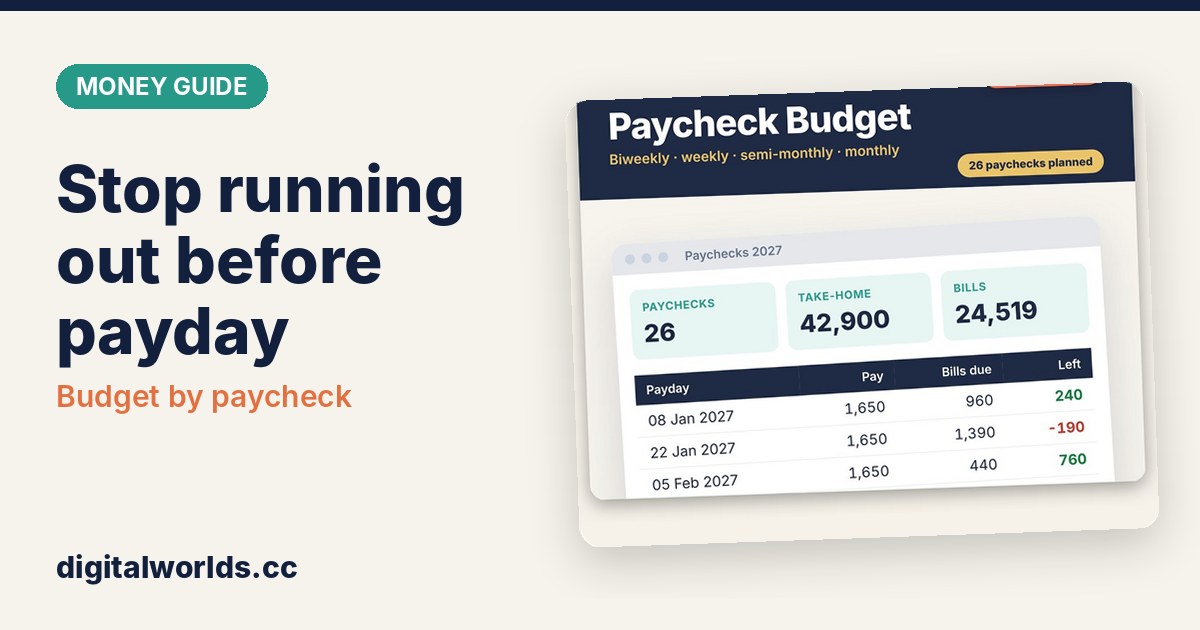 MONEY GUIDE
Stop running
out before
payday
Budget by paycheck
digitalworlds.cc
Paycheck Budget
Biweekly · weekly · semi-monthly · monthly
26 paychecks planned
Paychecks 2027
PAYCHECKS
26
TAKE-HOME
42,900
BILLS
24,519
Payday Pay Bills due Left
08 Jan 2027 1,650 960 240
22 Jan 2027 1,650 1,390 -190
05 Feb 2027 1,650 440 760